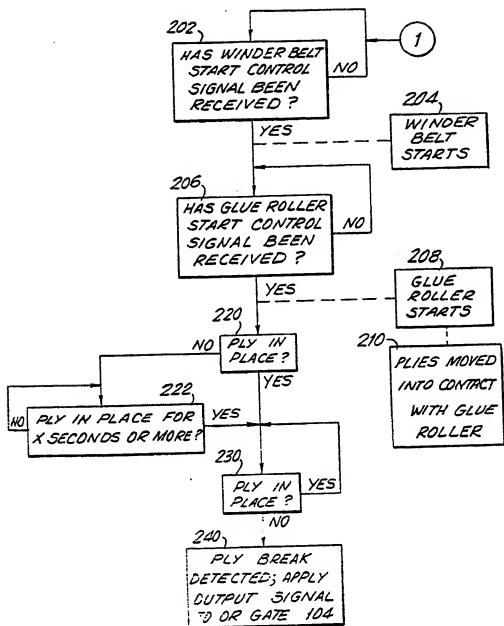 202
1
HAS WINDER BELT
START CONTROL
SIGNAL BEEN
RECEIVED ?
NO
YES
204
WINDER
BELT
STARTS
206
HAS GLUE ROLLER
START CONTROL
SIGNAL BEEN
RECEIVED ?
NO
YES
208
GLUE
ROLLER
STARTS
210
PLIES MOVED
INTO CONTACT
WITH GLUE
ROLLER
220
PLY IN
PLACE?
NO
YES
222
PLY IN PLACE FOR
X SECONDS OR MORE?
NO
YES
230
PLY IN
PLACE ?
YES
NO
240
PLY BREAK
DETECTED; APPLY
OUTPUT SIGNAL
TO OR GATE 104